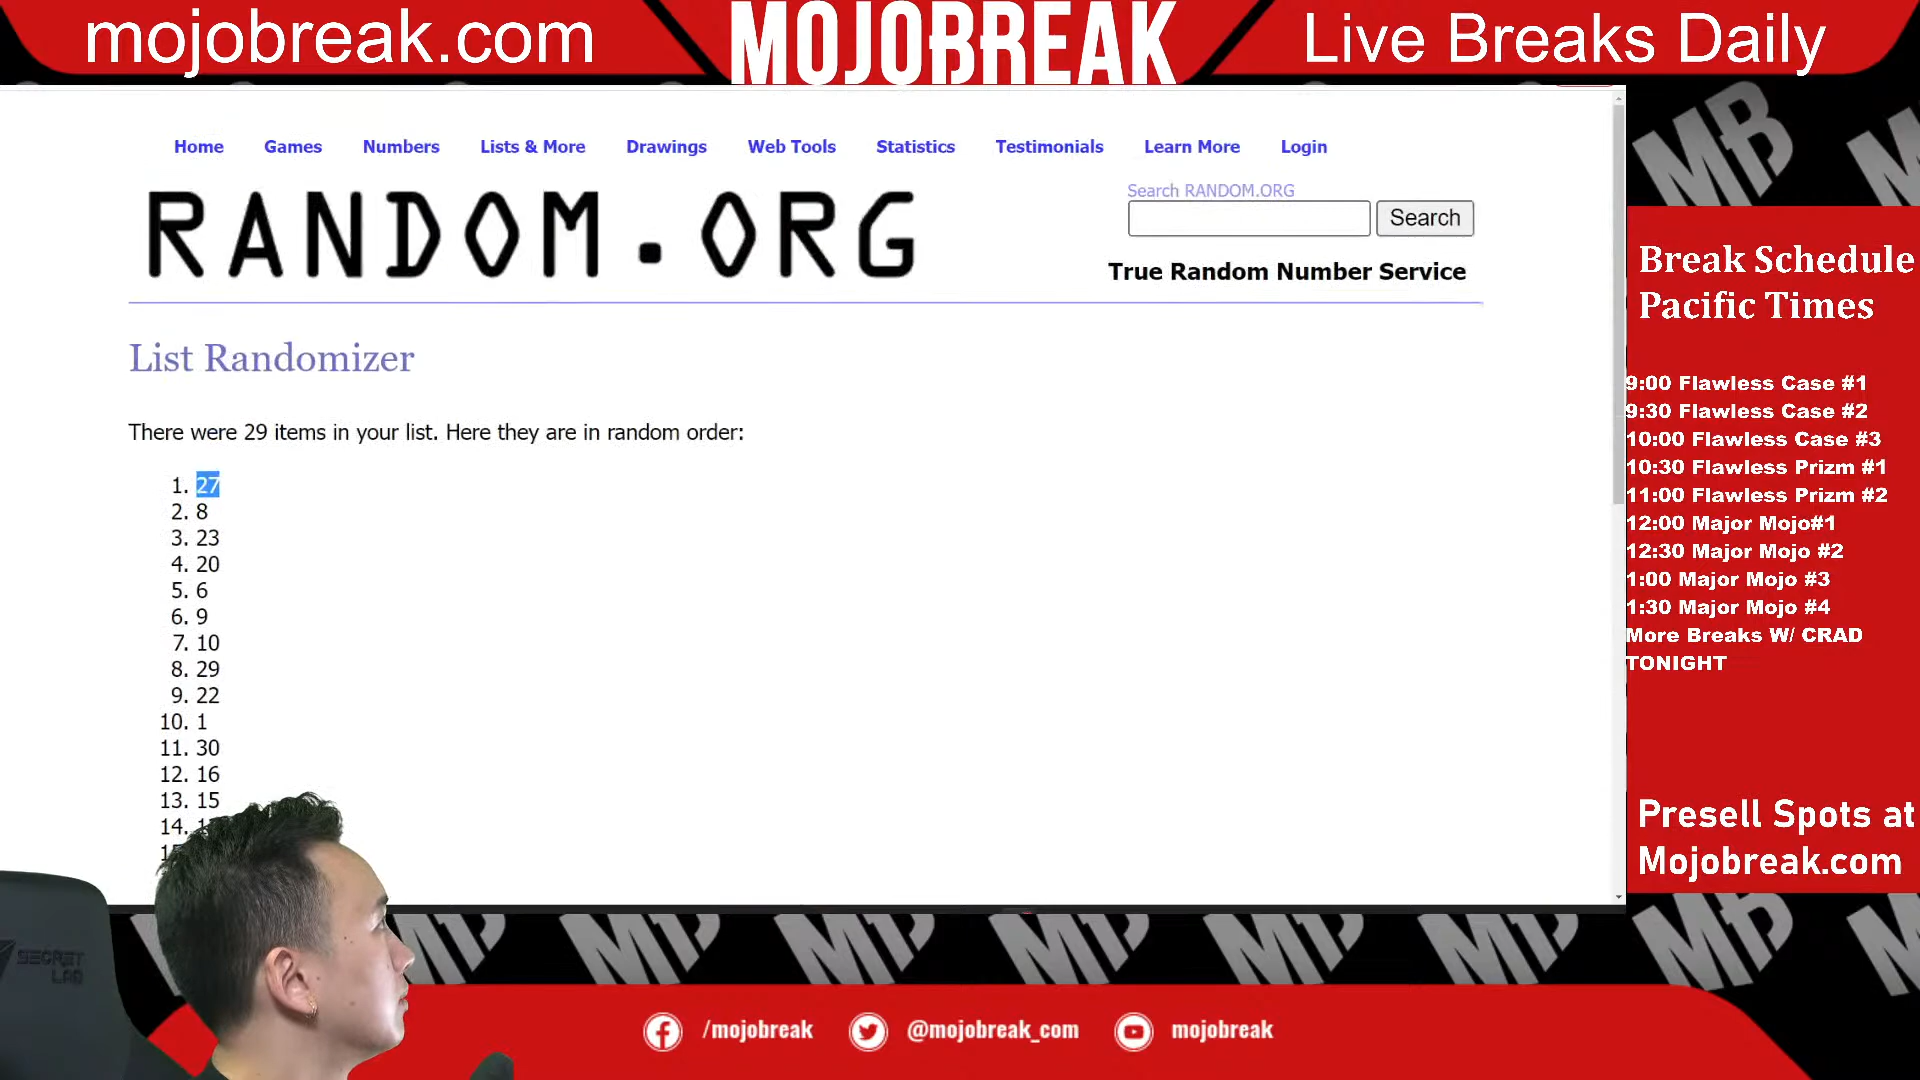 mojobreak.com
MOJOBREAK
Live Breaks Daily
Home Games Numbers Lists & More Drawings Web Tools Statistics Testimonials Learn More Login
RANDOM.ORG
Search RANDOM.ORG
Search
True Random Number Service
List Randomizer
There were 29 items in your list. Here they are in random order:
1. 27
2. 8
3. 23
4. 20
5. 6
6. 9
7. 10
8. 29
9. 22
10. 1
11. 30
12. 16
13. 15
14.
Break Schedule
Pacific Times
9:00 Flawless Case #1
9:30 Flawless Case #2
10:00 Flawless Case #3
10:30 Flawless Prizm #1
11:00 Flawless Prizm #2
12:00 Major Mojo#1
12:30 Major Mojo #2
1:00 Major Mojo #3
1:30 Major Mojo #4
More Breaks W/ CRAD
TONIGHT
Presell Spots at
Mojobreak.com
SECRET
LAB
/mojobreak @mojobreak_com mojobreak